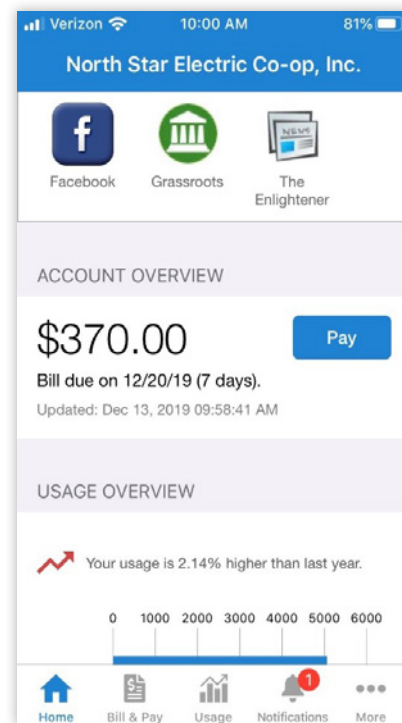 Verizon 10:00 AM 81%
North Star Electric Co-op, Inc.
f
NEWS
Facebook Grassroots The
Enlightener
ACCOUNT OVERVIEW
$370.00 Pay
Bill due on 12/20/19 (7 days).
Updated: Dec 13, 2019 09:58:41 AM
USAGE OVERVIEW
Your usage is 2.14% higher than last year.
0 1000 2000 3000 4000 5000 6000
1
Home Bill & Pay Usage Notifications More